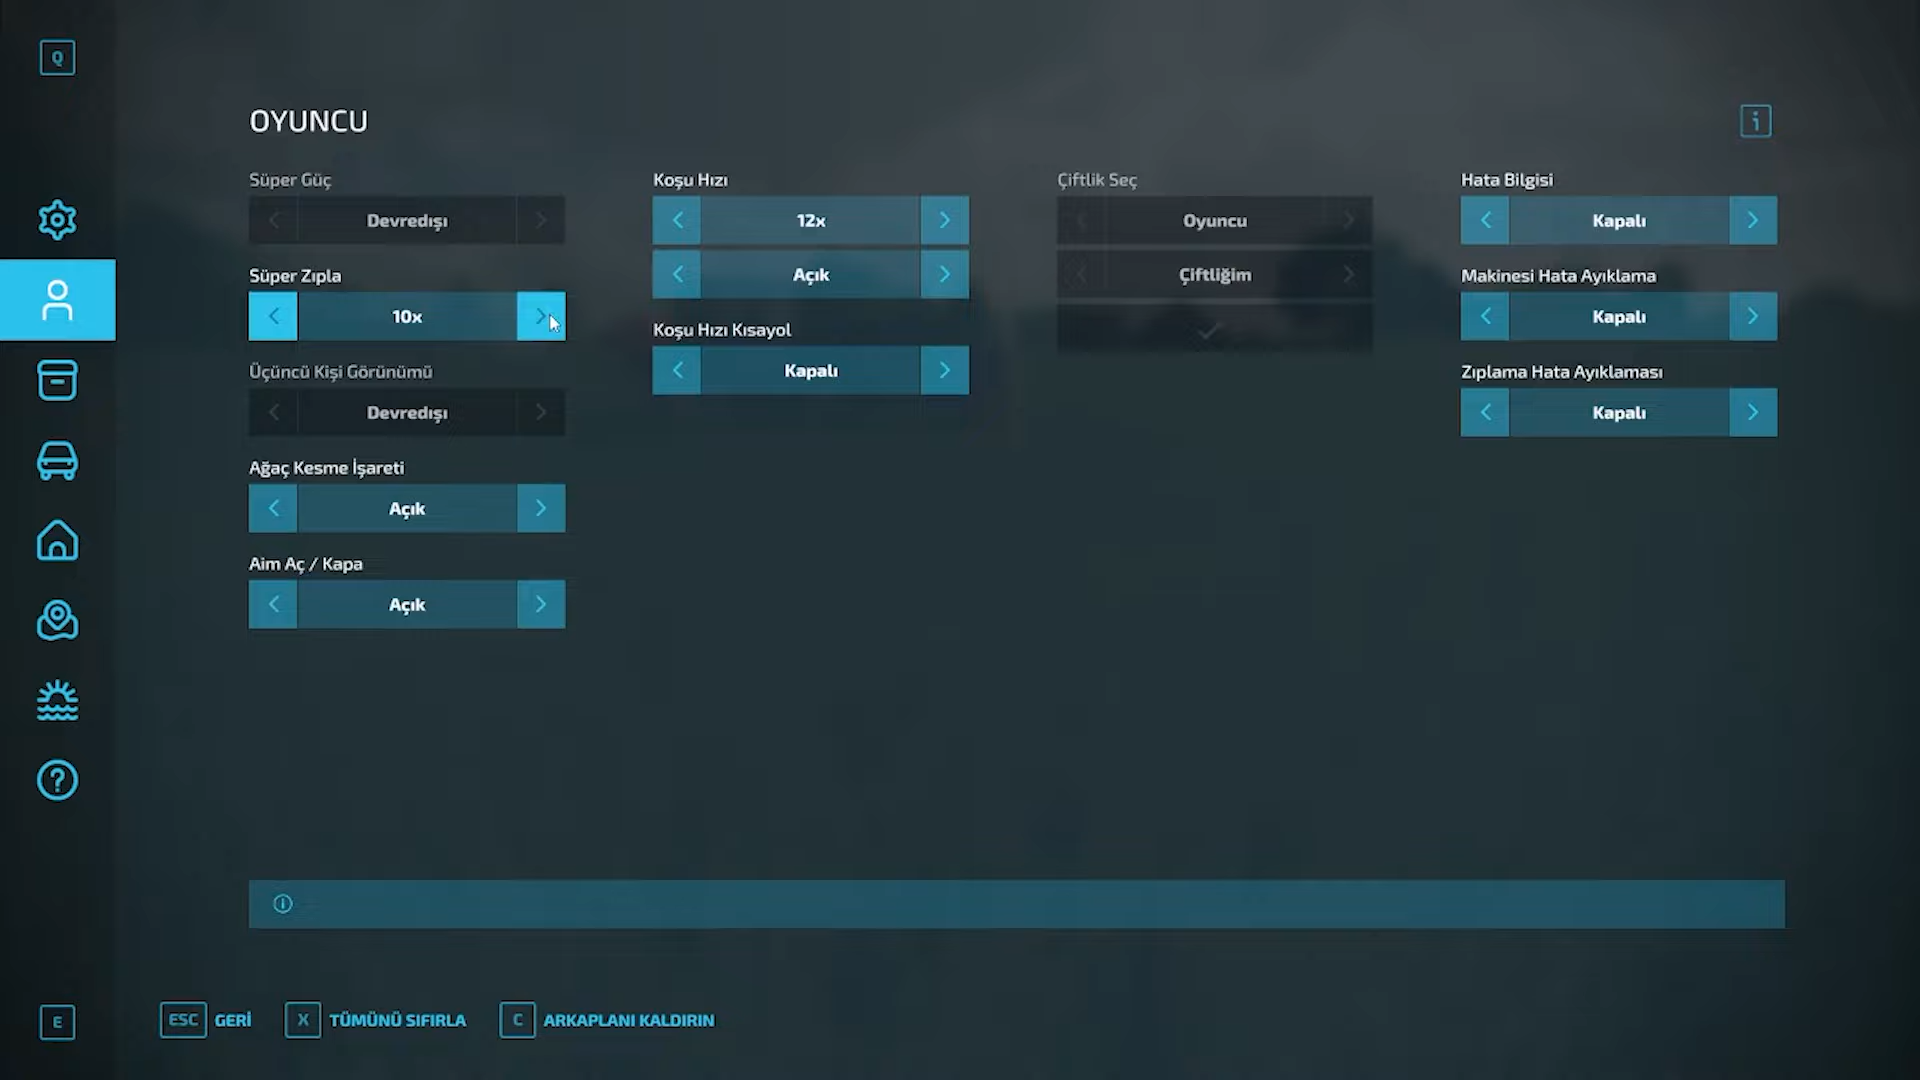 Q
OYUNCU
Süper Güç
Devredışı
Süper Zıpla
10x
Üçüncü Kişi Görünümü
Devredışı
Ağaç Kesme İşareti
Açık
Aim Aç / Kapa
Açık
Koşu Hızı
12x
Açık
Koşu Hızı Kısayol
Kapalı
Çiftlik Seç
Oyuncu
Çiftliğim
Hata Bilgisi
Kapalı
Makinesi Hata Ayıklama
Kapalı
Zıplama Hata Ayıklaması
Kapalı
E
ESC GERİ X TÜMÜNÜ SIFIRLA C ARKAPLANI KALDIRIN